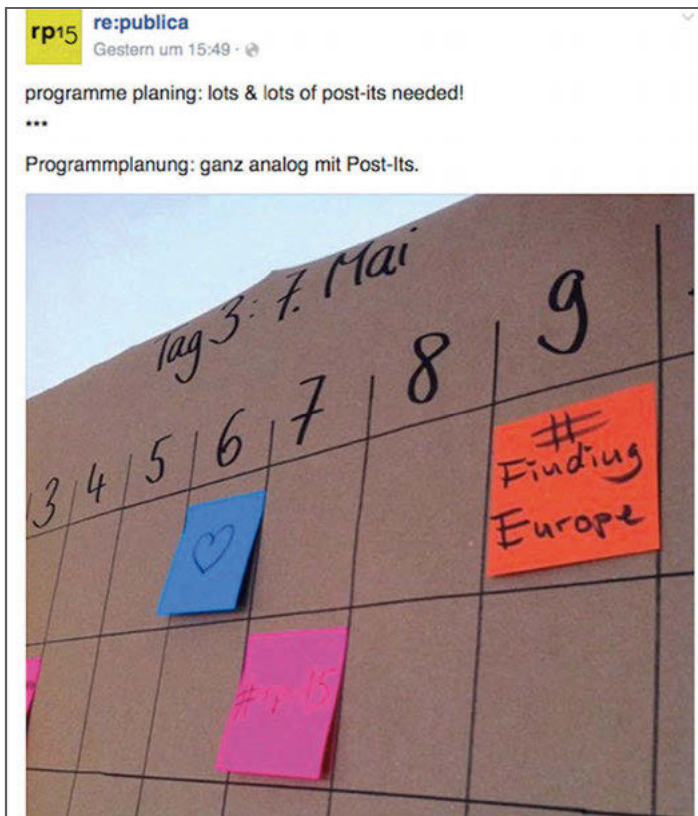 rp15
re:publica
Gestern um 15:49 ·
programme planing: lots & lots of post-its needed!
***
Programmplanung: ganz analog mit Post-Its.
Tag 3: 7. Mai
3 4 5 6 7 8 9
#
Finding
Europe
#rp15